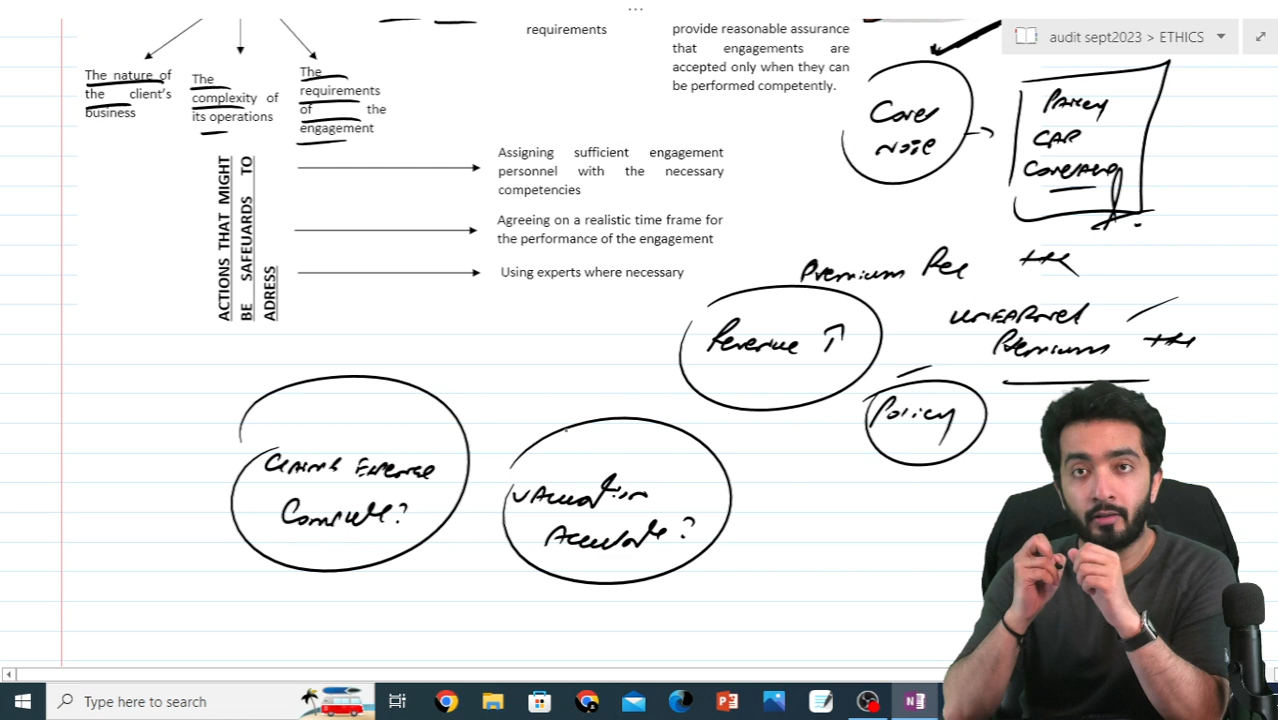 requirements
provide reasonable assurance
that engagements are
accepted only when they can
be performed competently.
audit sept2023 > ETHICS
The nature of
the client's
business
The
complexity of
its operations
The
requirements
of the
engagement
ACTIONS THAT MIGHT
BE SAFEUARDS TO
ADRESS
Assigning sufficient engagement
personnel with the necessary
competencies
Agreeing on a realistic time frame for
the performance of the engagement
Using experts where necessary
Cover
Note
CAR
Coverage
Premium Rec
Revenue ↑
Unearned
Premium
Policy
Claims Expense
Complete?
Valuation
Accurate?
Type here to search